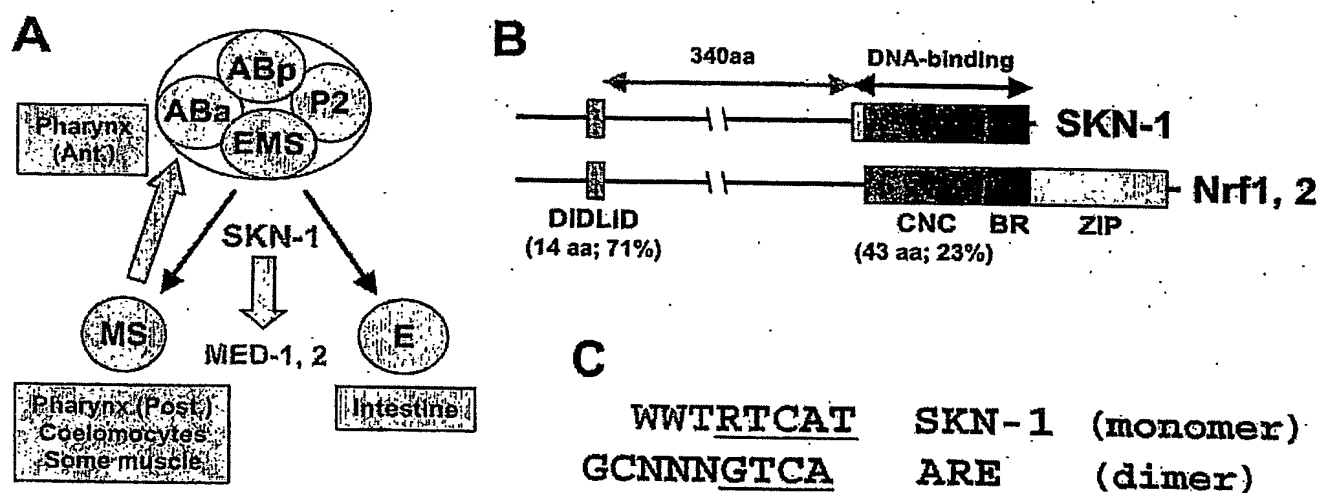 A
ABp
ABa
P2
EMS
Pharynx
(Ant.)
SKN-1
MS
MED-1, 2
E
Pharynx (Post.)
Coelomocytes
Some muscle
Intestine
B
340aa
DNA-binding
SKN-1
Nrf1, 2
DIDLID
CNC BR ZIP
(14 aa; 71%)
(43 aa; 23%)
C
WWTRTCAT SKN-1 (monomer)
GCNNNGTCA ARE (dimer)